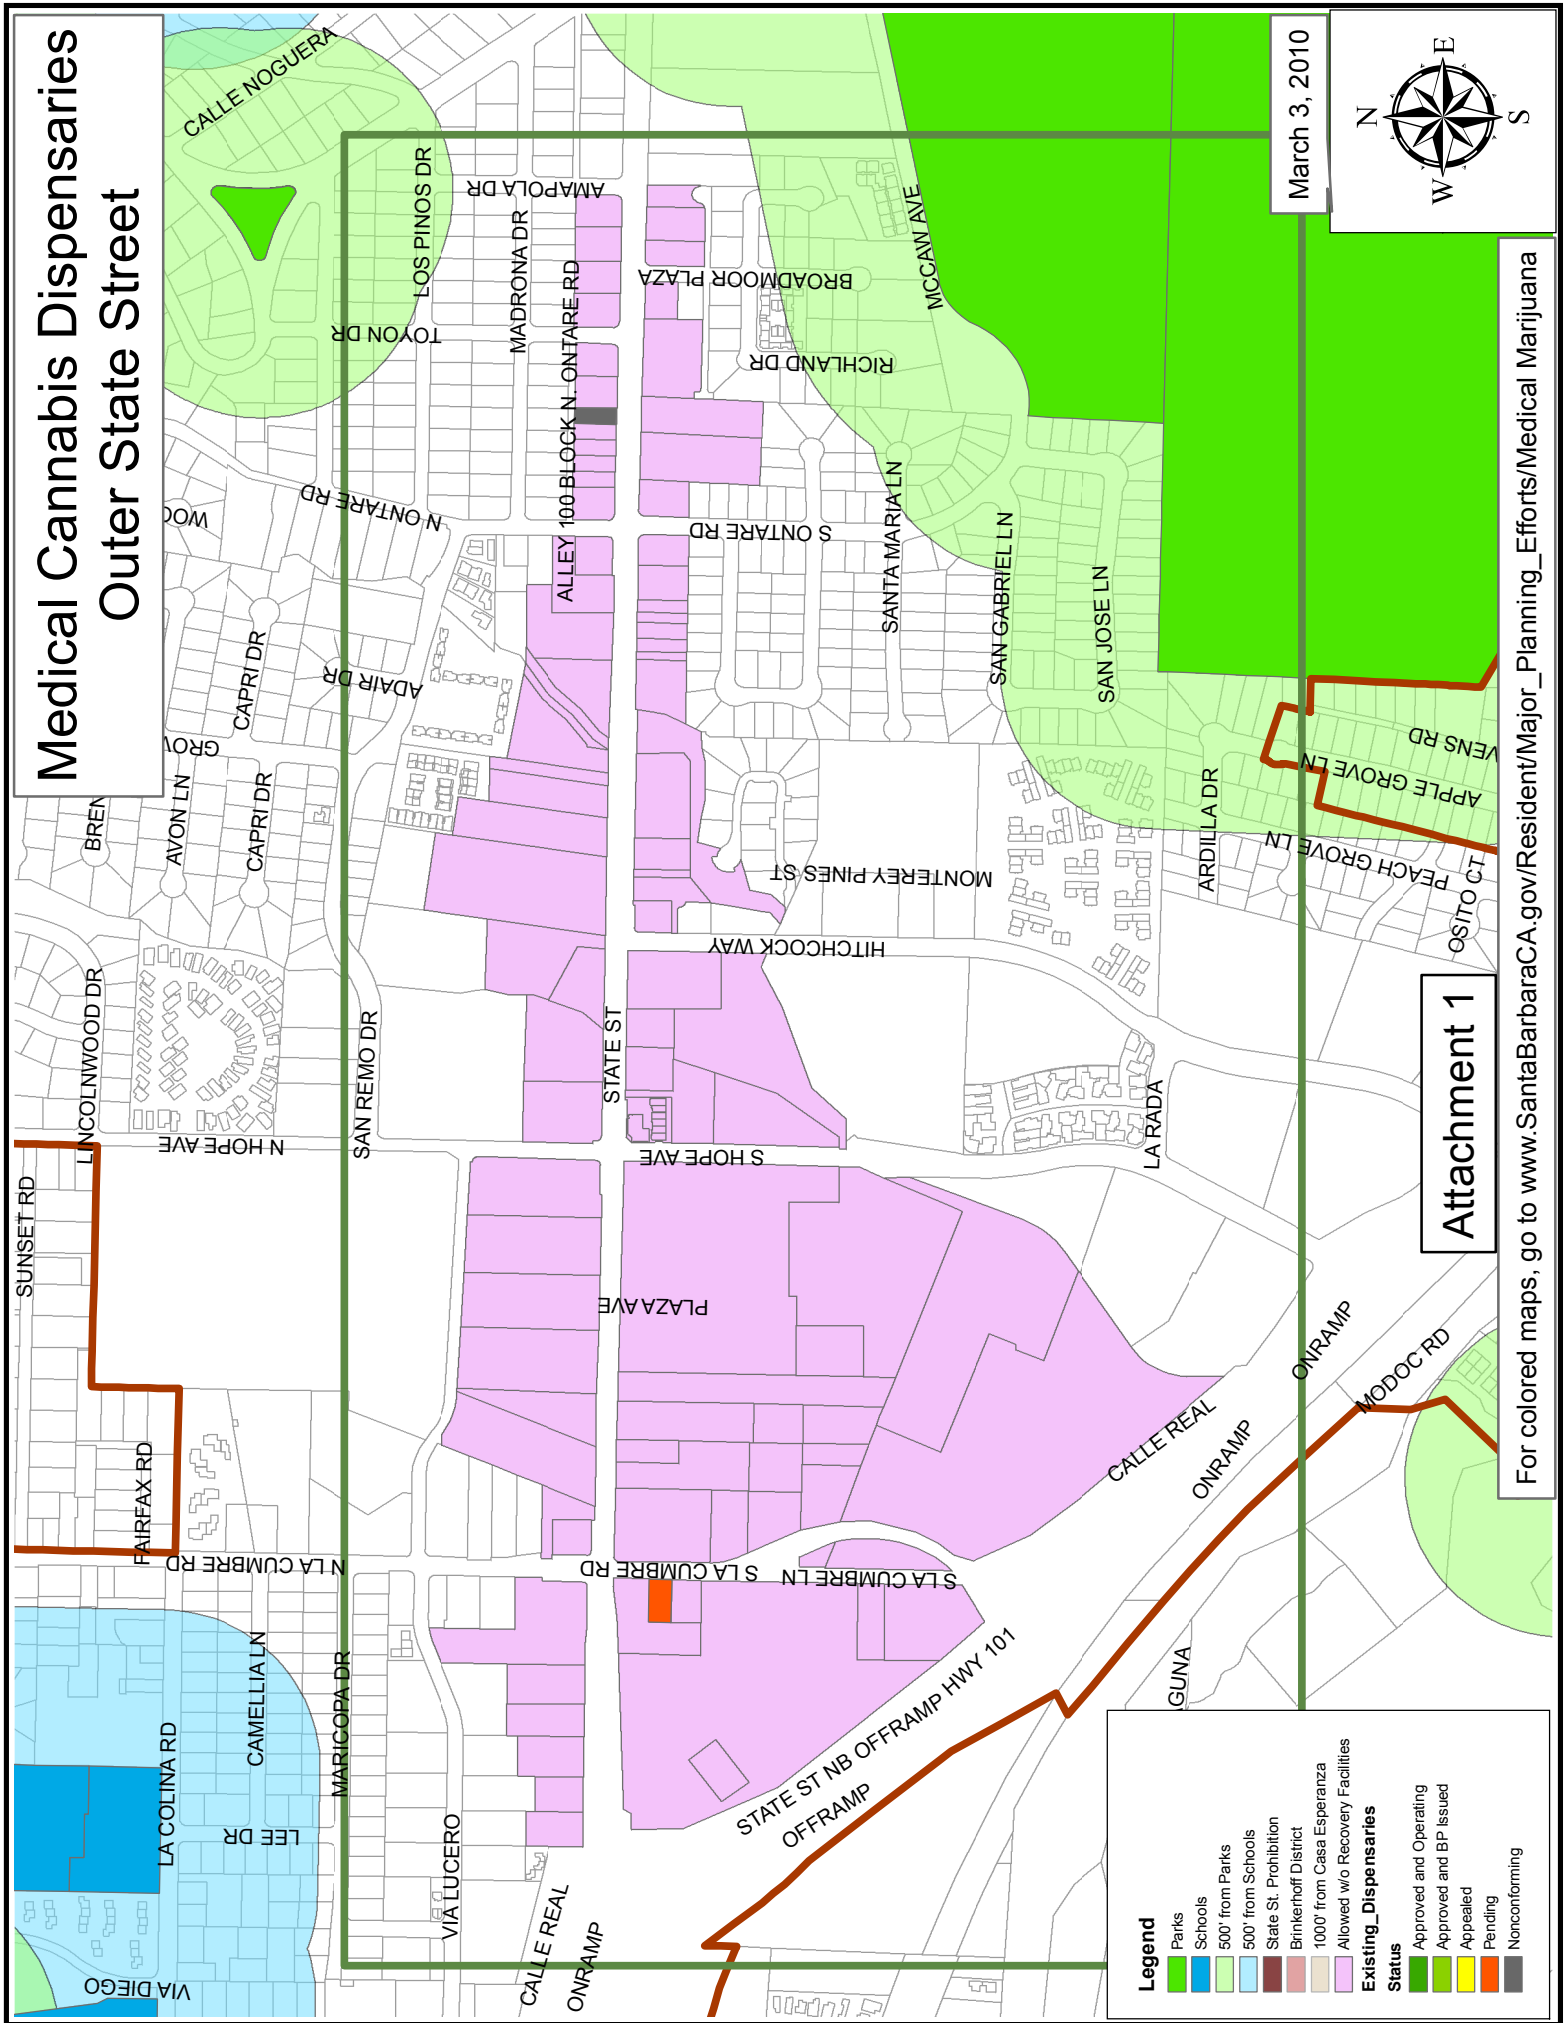 Medical Cannabis Dispensaries
Outer State Street
CALLE NOGUERA
LOS PINOS DR
AMAPOLA DR
MADRONA DR
TOYON DR
ALLEY 100 BLOCK N. ONTARE RD
BROADMOOR PLAZA
RICHLAND DR
MCCAW AVE
N ONTARE RD
S ONTARE RD
SANTA MARIA LN
SAN GABRIEL LN
SAN JOSE LN
WOO
CAPRI DR
ADAIR DR
GROV
BREN
AVON LN
CAPRI DR
MONTEREY PINES ST
ARDILLA DR
VENS RD
APPLE GROVE LN
PEACH GROVE LN
OSITO CT
HITCHCOCK WAY
LINCOLNWOOD DR
SAN REMO DR
STATE ST
N HOPE AVE
S HOPE AVE
LA RADA
SUNSET RD
PLAZA AVE
FAIRFAX RD
N LA CUMBRE RD
S LA CUMBRE RD
S LA CUMBRE LN
CALLE REAL
ONRAMP
ONRAMP
MODOC RD
LA COLINA RD
CAMELLIA LN
MARICOPA DR
LEE DR
VIA DIEGO
VIA LUCERO
CALLE REAL
ONRAMP
STATE ST NB OFFRAMP HWY 101
OFFRAMP
AGUNA
March 3, 2010
N
E
S
W
Attachment 1
For colored maps, go to www.SantaBarbaraCA.gov/Resident/Major_Planning_Efforts/Medical Marijuana
Legend
Parks
Schools
500' from Parks
500' from Schools
State St. Prohibition
Brinkerhoff District
1000' from Casa Esperanza
Allowed w/o Recovery Facilities
Existing_Dispensaries
Status
Approved and Operating
Approved and BP Issued
Appealed
Pending
Nonconforming